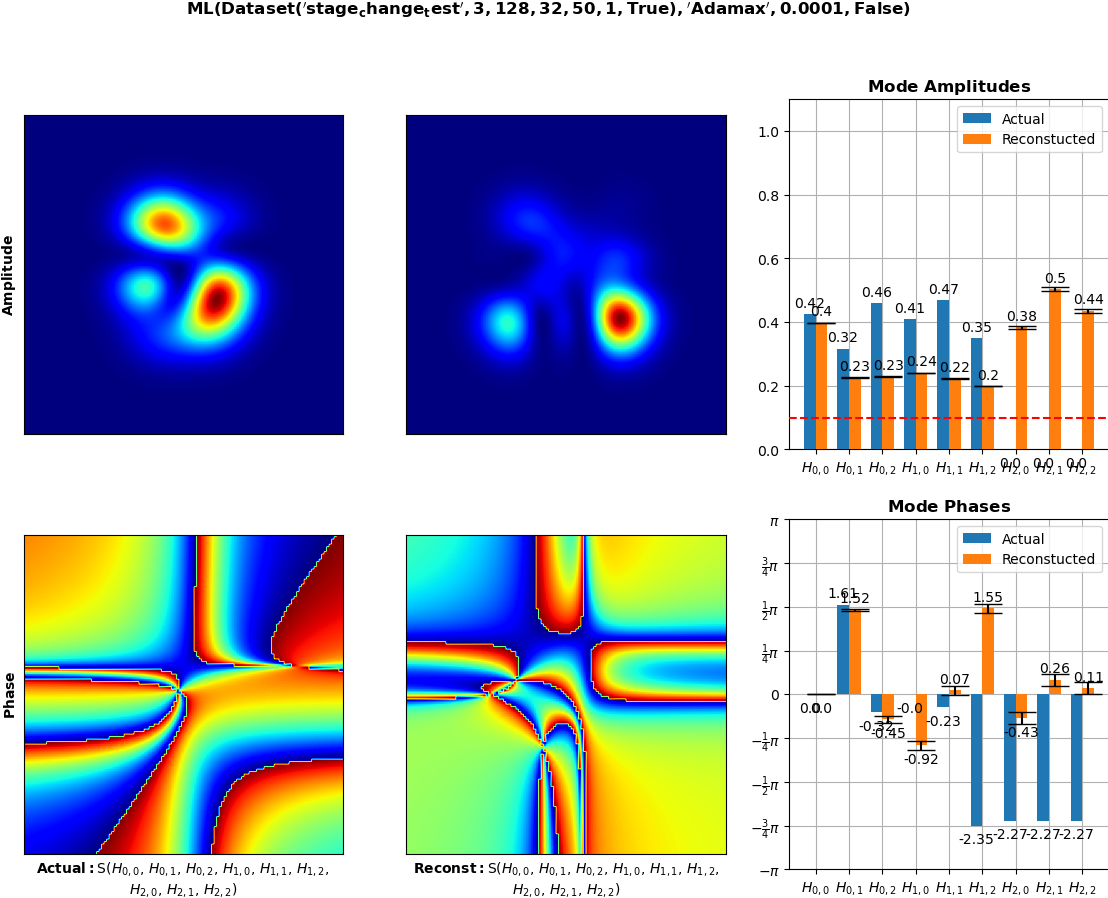 ML(Dataset('stage_change_test', 3, 128, 32, 50, 1, True), 'Adamax', 0.0001, False)
Amplitude
Mode Amplitudes
Actual
Reconstucted
1.0
0.8
0.6
0.4
0.2
0.0
0.42
0.4
0.32
0.23
0.46
0.23
0.41
0.24
0.47
0.22
0.35
0.2
0.38
0.5
0.44
0.0
0.0
0.0
H0,0 H0,1 H0,2 H1,0 H1,1 H1,2 H2,0 H2,1 H2,2
Phase
Actual: S(H0,0, H0,1, H0,2, H1,0, H1,1, H1,2,
H2,0, H2,1, H2,2)
Reconst: S(H0,0, H0,1, H0,2, H1,0, H1,1, H1,2,
H2,0, H2,1, H2,2)
Mode Phases
Actual
Reconstucted
π
3/4π
1/2π
1/4π
0
−1/4π
−1/2π
−3/4π
−π
0.0
0.0
1.61
1.52
-0.32
-0.45
-0.0
-0.92
-0.23
0.07
-2.35
1.55
-2.27
-0.43
-2.27
0.26
-2.27
0.11
H0,0 H0,1 H0,2 H1,0 H1,1 H1,2 H2,0 H2,1 H2,2